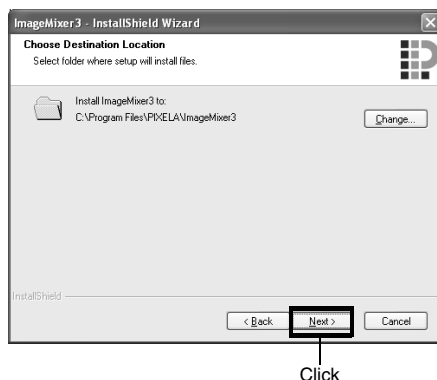 ImageMixer3 - InstallShield Wizard
Choose Destination Location
Select folder where setup will install files.
Install ImageMixer3 to:
C:\Program Files\PIXELA\ImageMixer3
Change...
InstallShield
< Back
Next >
Cancel
Click